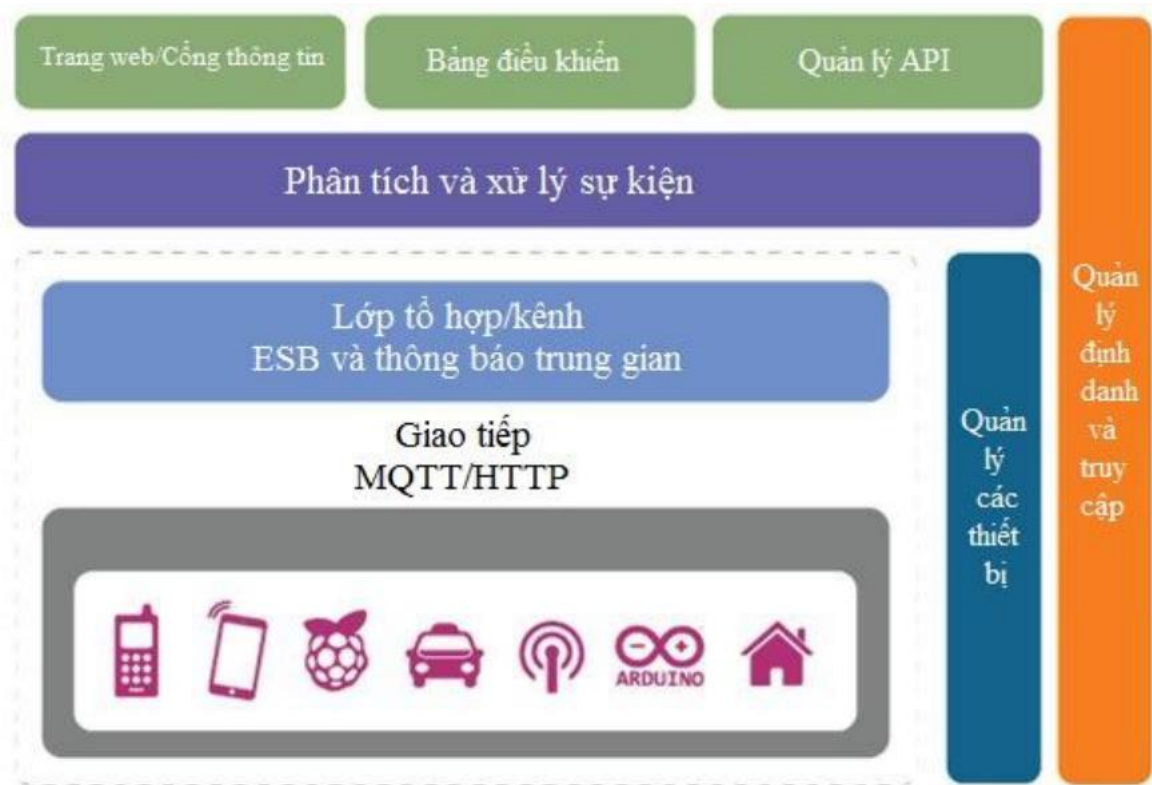 Trang web/Cổng thông tin
Bảng điều khiển
Quản lý API
Phân tích và xử lý sự kiện
Lớp tổ hợp/kênh
ESB và thông báo trung gian
Giao tiếp
MQTT/HTTP
ARDUINO
Quản
lý
các
thiết
bị
Quản
lý
định
danh
và
truy
cập